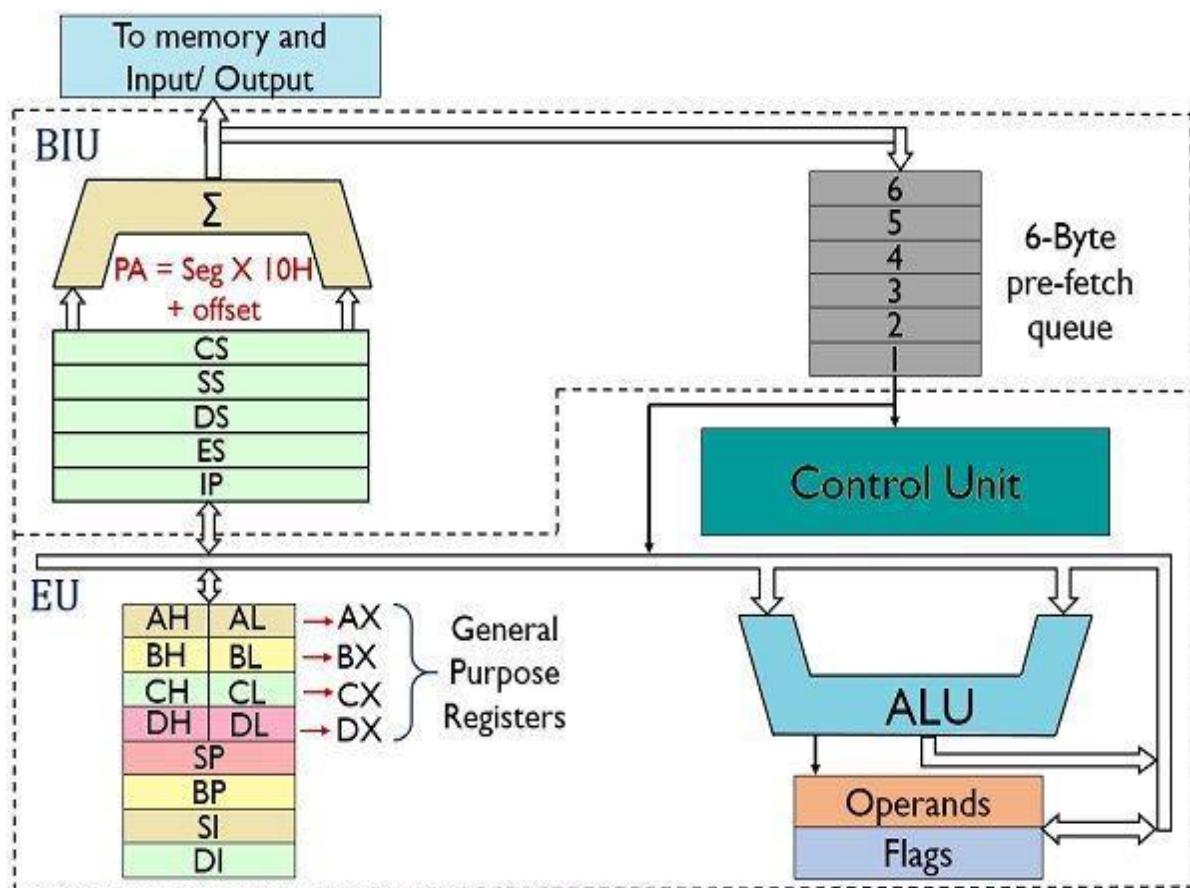 To memory and
Input/ Output
BIU
Σ
PA = Seg X 10H
+ offset
CS
SS
DS
ES
IP
6
5
4
3
2
1
6-Byte
pre-fetch
queue
Control Unit
EU
AH AL AX
BH BL BX
CH CL CX
DH DL DX
SP
BP
SI
DI
General
Purpose
Registers
ALU
Operands
Flags